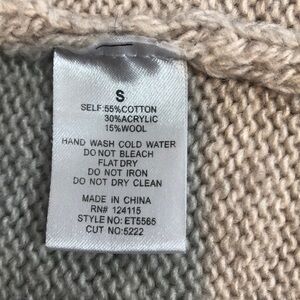 S
SELF:55%COTTON
30%ACRYLIC
15%WOOL
HAND WASH COLD WATER
DO NOT BLEACH
FLAT DRY
DO NOT IRON
DO NOT DRY CLEAN
MADE IN CHINA
RN# 124115
STYLE NO: ET5565
CUT NO:5222